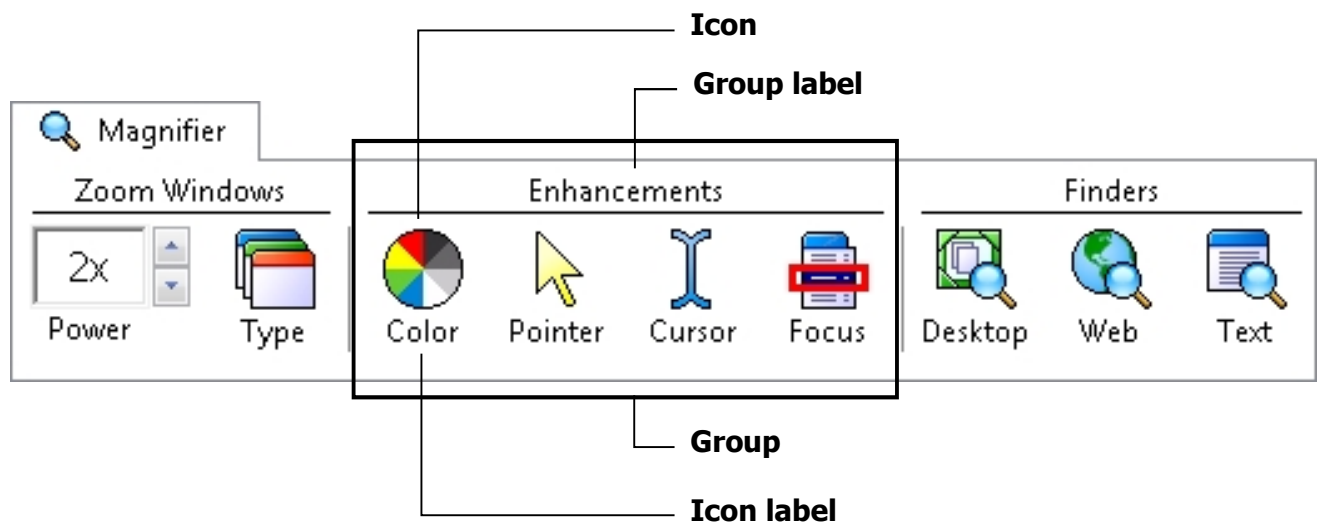 Icon
Group label
Magnifier
Zoom Windows
Enhancements
Finders
2x
Power
Type
Color
Pointer
Cursor
Focus
Desktop
Web
Text
Group
Icon label